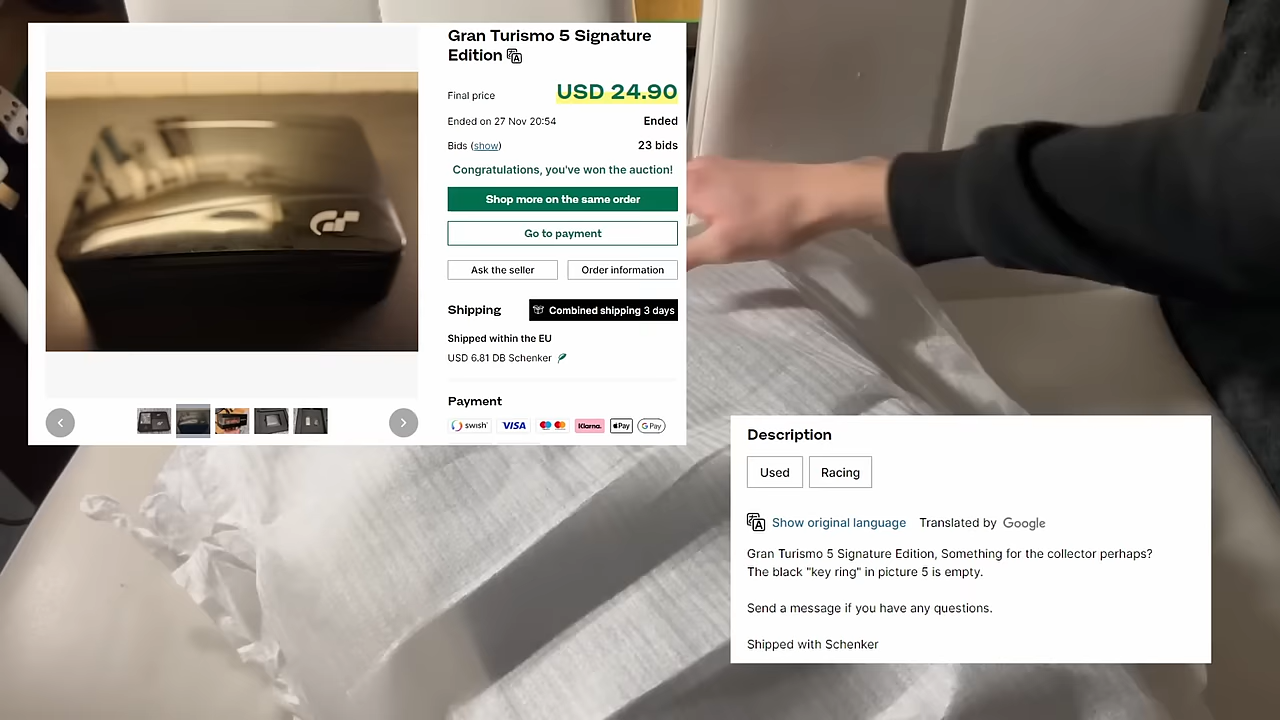 Gran Turismo 5 Signature
Edition
Final price
USD 24.90
Ended on 27 Nov 20:54
Ended
Bids (show)
23 bids
Congratulations, you've won the auction!
Shop more on the same order
Go to payment
Ask the seller
Order information
Shipping
Combined shipping 3 days
Shipped within the EU
USD 6.81 DB Schenker
Payment
swish
VISA
Klarna.
Pay
G Pay
Description
Used
Racing
Show original language
Translated by Google
Gran Turismo 5 Signature Edition, Something for the collector perhaps?
The black "key ring" in picture 5 is empty.
Send a message if you have any questions.
Shipped with Schenker